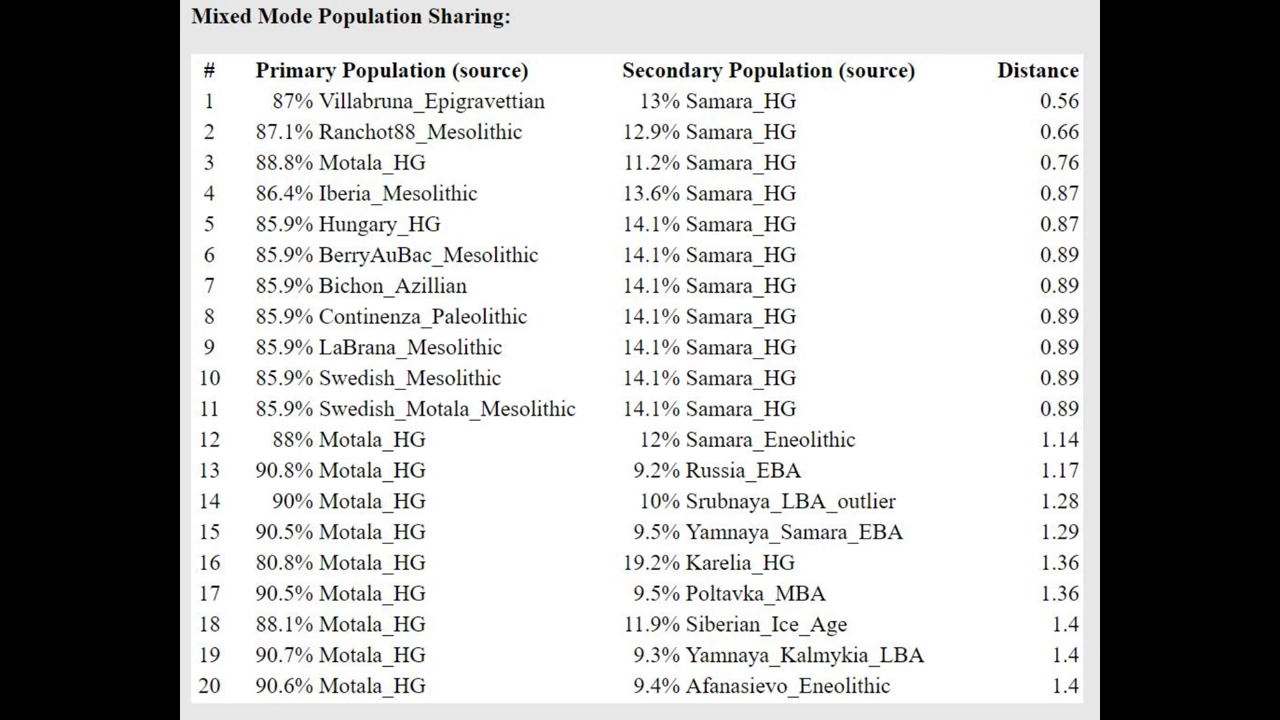 Mixed Mode Population Sharing:
# Primary Population (source) Secondary Population (source) Distance
1 87% Villabruna_Epigravettian 13% Samara_HG 0.56
2 87.1% Ranchot88_Mesolithic 12.9% Samara_HG 0.66
3 88.8% Motala_HG 11.2% Samara_HG 0.76
4 86.4% Iberia_Mesolithic 13.6% Samara_HG 0.87
5 85.9% Hungary_HG 14.1% Samara_HG 0.87
6 85.9% BerryAuBac_Mesolithic 14.1% Samara_HG 0.89
7 85.9% Bichon_Azillian 14.1% Samara_HG 0.89
8 85.9% Continenza_Paleolithic 14.1% Samara_HG 0.89
9 85.9% LaBrana_Mesolithic 14.1% Samara_HG 0.89
10 85.9% Swedish_Mesolithic 14.1% Samara_HG 0.89
11 85.9% Swedish_Motala_Mesolithic 14.1% Samara_HG 0.89
12 88% Motala_HG 12% Samara_Eneolithic 1.14
13 90.8% Motala_HG 9.2% Russia_EBA 1.17
14 90% Motala_HG 10% Srubnaya_LBA_outlier 1.28
15 90.5% Motala_HG 9.5% Yamnaya_Samara_EBA 1.29
16 80.8% Motala_HG 19.2% Karelia_HG 1.36
17 90.5% Motala_HG 9.5% Poltavka_MBA 1.36
18 88.1% Motala_HG 11.9% Siberian_Ice_Age 1.4
19 90.7% Motala_HG 9.3% Yamnaya_Kalmykia_LBA 1.4
20 90.6% Motala_HG 9.4% Afanasievo_Eneolithic 1.4